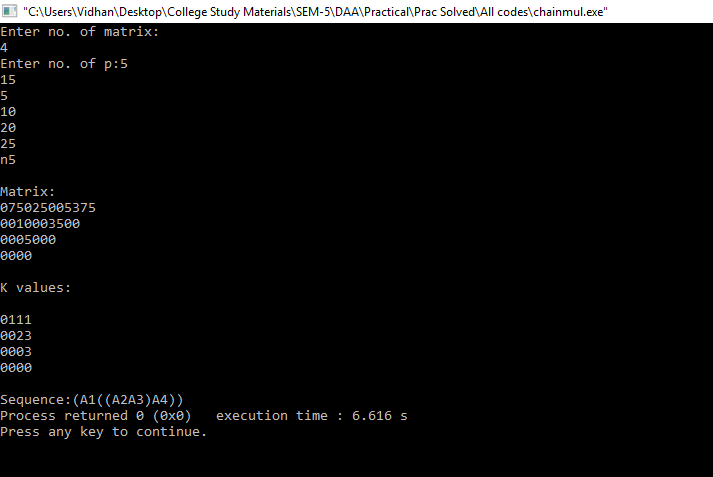 "C:\Users\Vidhan\Desktop\College Study Materials\SEM-5\DAA\Practical\Prac Solved\All codes\chainmul.exe"
Enter no. of matrix:
4
Enter no. of p:5
15
5
10
20
25
n5
Matrix:
075025005375
0010003500
0005000
0000
K values:
0111
0023
0003
0000
Sequence:(A1((A2A3)A4))
Process returned 0 (0x0)   execution time : 6.616 s
Press any key to continue.